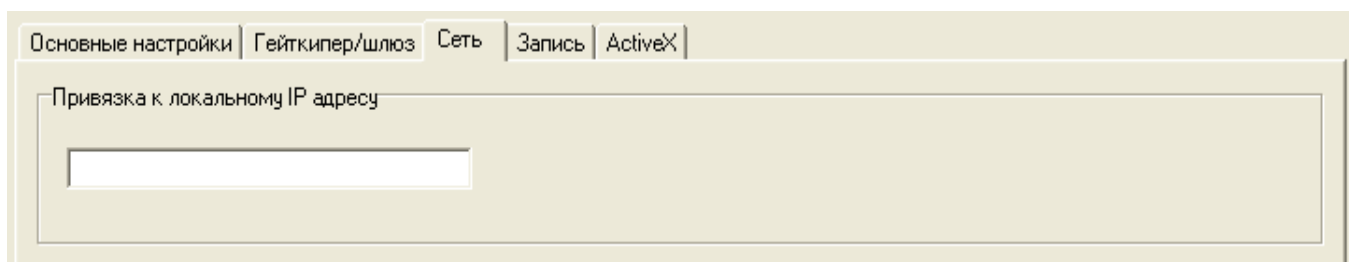 Основные настройки Гейткипер/шлюз Сеть Запись ActiveX
Привязка к локальному IP адресу